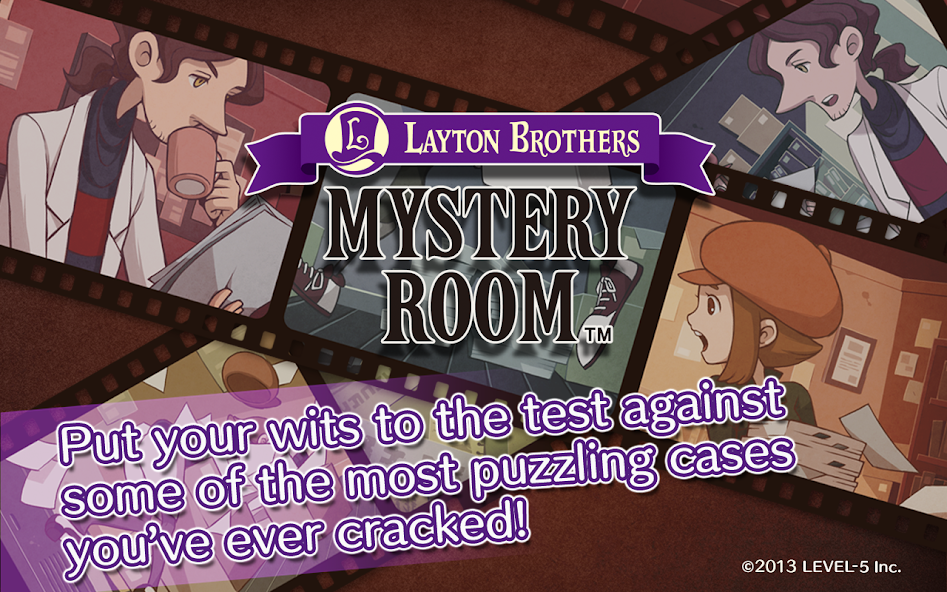 LAYTON BROTHERS
MYSTERY
ROOM™
Put your wits to the test against
some of the most puzzling cases
you've ever cracked!
©2013 LEVEL-5 Inc.